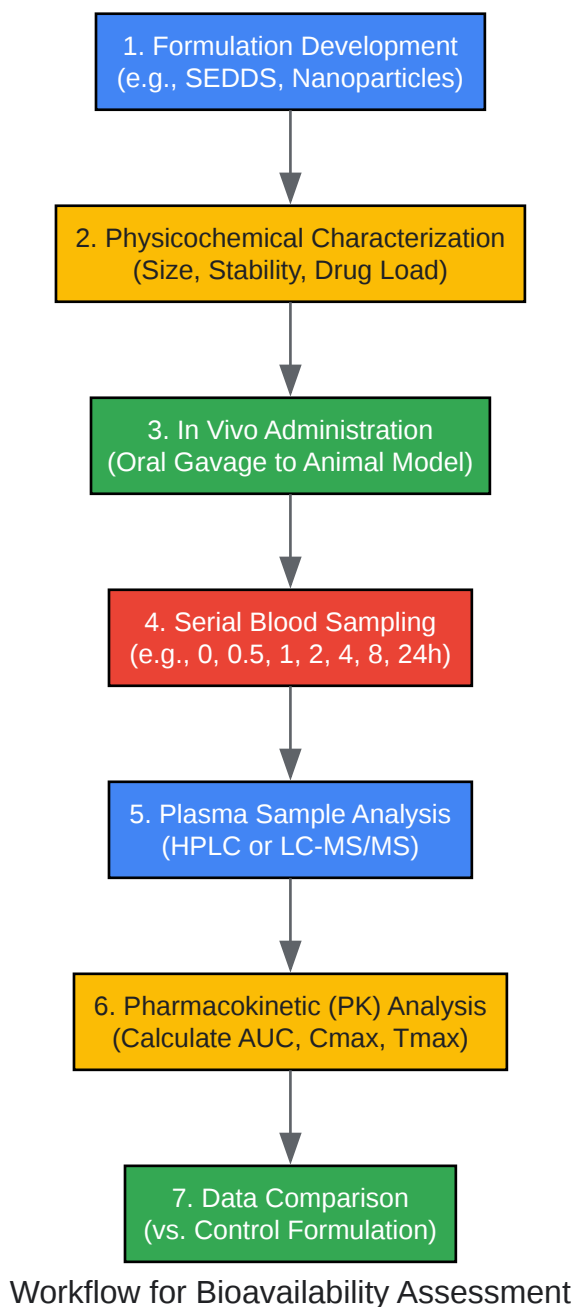 1. Formulation Development
(e.g., SEDDS, Nanoparticles)
2. Physicochemical Characterization
(Size, Stability, Drug Load)
3. In Vivo Administration
(Oral Gavage to Animal Model)
4. Serial Blood Sampling
(e.g., 0, 0.5, 1, 2, 4, 8, 24h)
5. Plasma Sample Analysis
(HPLC or LC-MS/MS)
6. Pharmacokinetic (PK) Analysis
(Calculate AUC, Cmax, Tmax)
7. Data Comparison
(vs. Control Formulation)
Workflow for Bioavailability Assessment